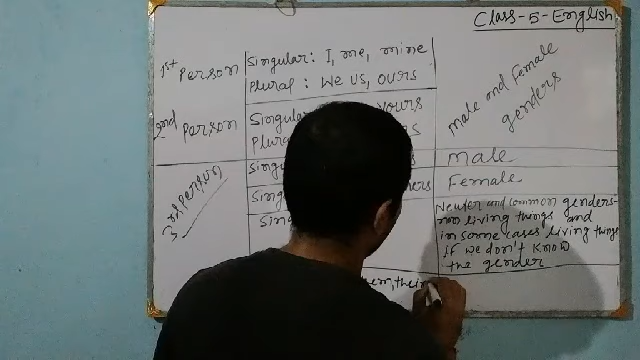 Class-5-English
1st Person
Singular: I, me, mine
Plural : We us, ours
Male and Female
genders
2nd Person
Singular yours
Plural
3rd Person
Male
Female
Sing
Neuter and common genders-
non living things and
in some cases living things
if we don't know
the gender
their